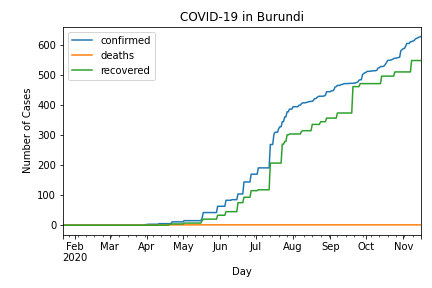 COVID-19 in Burundi
confirmed
deaths
recovered
Number of Cases
600
500
400
300
200
100
0
Feb Mar Apr May Jun Jul Aug Sep Oct Nov
2020
Day